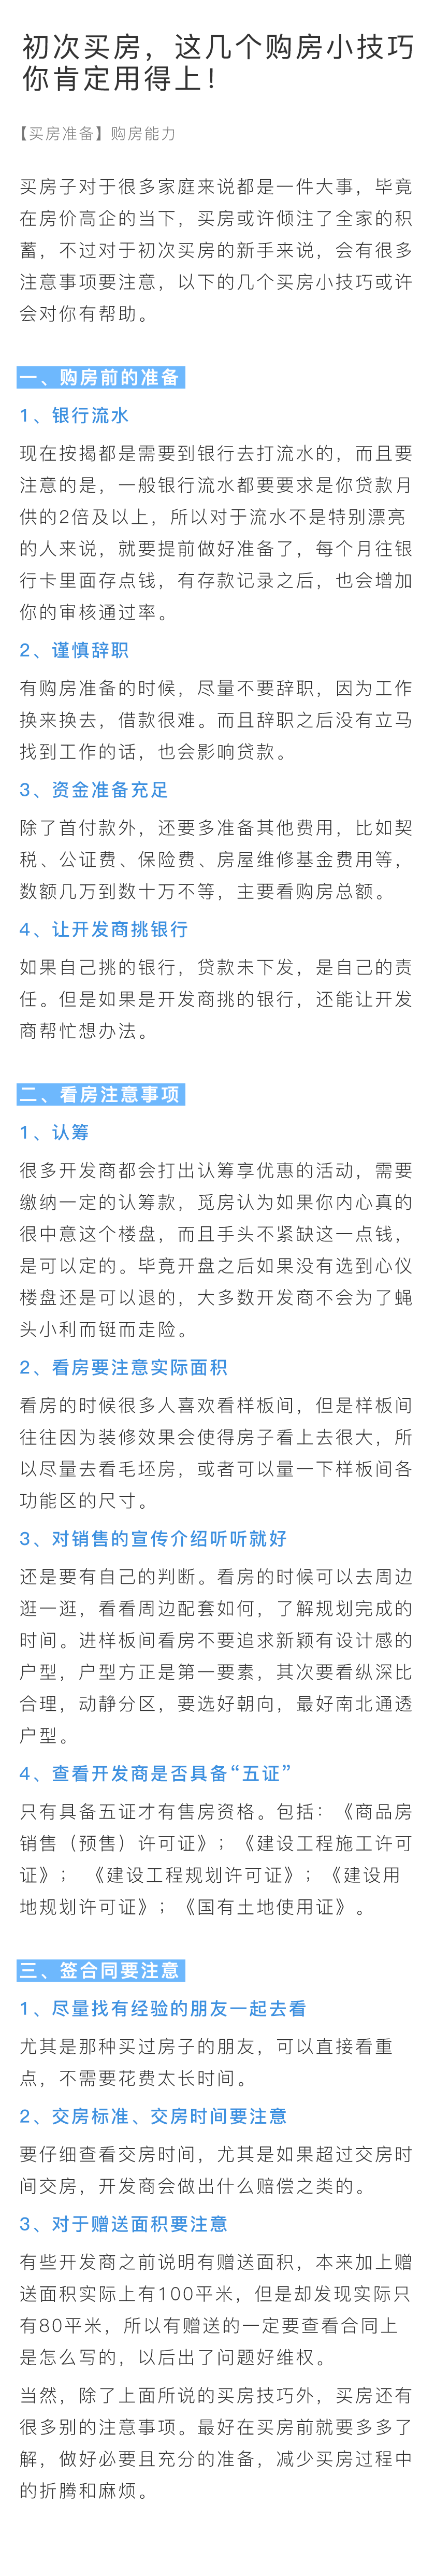 初次买房，这几个购房小技巧
你肯定用得上！
【买房准备】购房能力
买房子对于很多家庭来说都是一件大事，毕竟
在房价高企的当下，买房或许倾注了全家的积
蓄，不过对于初次买房的新手来说，会有很多
注意事项要注意，以下的几个买房小技巧或许
会对你有帮助。
一、购房前的准备
1、银行流水
现在按揭都是需要到银行去打流水的，而且要
注意的是，一般银行流水都要要求是你贷款月
供的2倍及以上，所以对于流水不是特别漂亮
的人来说，就要提前做好准备了，每个月往银
行卡里面存点钱，有存款记录之后，也会增加
你的审核通过率。
2、谨慎辞职
有购房准备的时候，尽量不要辞职，因为工作
换来换去，借款很难。而且辞职之后没有立马
找到工作的话，也会影响贷款。
3、资金准备充足
除了首付款外，还要多准备其他费用，比如契
税、公证费、保险费、房屋维修基金费用等，
数额几万到数十万不等，主要看购房总额。
4、让开发商挑银行
如果自己挑的银行，贷款未下发，是自己的责
任。但是如果是开发商挑的银行，还能让开发
商帮忙想办法。
二、看房注意事项
1、认筹
很多开发商都会打出认筹享优惠的活动，需要
缴纳一定的认筹款，觅房认为如果你内心真的
很中意这个楼盘，而且手头不紧缺这一点钱，
是可以定的。毕竟开盘之后如果没有选到心仪
楼盘还是可以退的，大多数开发商不会为了蝇
头小利而铤而走险。
2、看房要注意实际面积
看房的时候很多人喜欢看样板间，但是样板间
往往因为装修效果会使得房子看上去很大，所
以尽量去看毛坯房，或者可以量一下样板间各
功能区的尺寸。
3、对销售的宣传介绍听听就好
还是要有自己的判断。看房的时候可以去周边
逛一逛，看看周边配套如何，了解规划完成的
时间。进样板间看房不要追求新颖有设计感的
户型，户型方正是第一要素，其次要看纵深比
合理，动静分区，要选好朝向，最好南北通透
户型。
4、查看开发商是否具备“五证”
只有具备五证才有售房资格。包括：《商品房
销售（预售）许可证》；《建设工程施工许可
证》； 《建设工程规划许可证》；《建设用
地规划许可证》；《国有土地使用证》。
三、签合同要注意
1、尽量找有经验的朋友一起去看
尤其是那种买过房子的朋友，可以直接看重
点，不需要花费太长时间。
2、交房标准、交房时间要注意
要仔细查看交房时间，尤其是如果超过交房时
间交房，开发商会做出什么赔偿之类的。
3、对于赠送面积要注意
有些开发商之前说明有赠送面积，本来加上赠
送面积实际上有100平米，但是却发现实际只
有80平米，所以有赠送的一定要查看合同上
是怎么写的，以后出了问题好维权。
当然，除了上面所说的买房技巧外，买房还有
很多别的注意事项。最好在买房前就要多多了
解，做好必要且充分的准备，减少买房过程中
的折腾和麻烦。